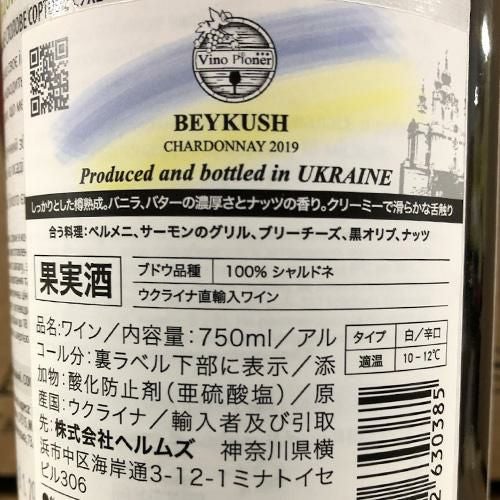 Vino Pioner
BEYKUSH
CHARDONNAY 2019
Produced and bottled in UKRAINE
しっかりとした樽熟成。バニラ、バターの濃厚さとナッツの香り。クリーミーで滑らかな舌触り
合う料理：ペルメニ、サーモンのグリル、ブリーチーズ、黒オリブ、ナッツ
果実酒
ブドウ品種 100% シャルドネ
ウクライナ直輸入ワイン
品名:ワイン／内容量：750ml／アル
コール分：裏ラベル下部に表示／添
加物：酸化防止剤（亜硫酸塩）／原
産国：ウクライナ／輸入者及び引取
先：株式会社ヘルムズ 神奈川県横
浜市中区海岸通3-12-1ミナトイセ
ビル306
タイプ 白／辛口
適温 10−12℃
2630385